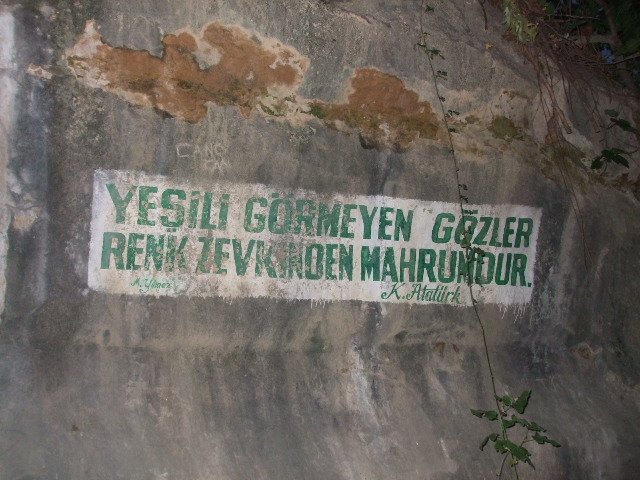 YEŞİLİ GÖRMEYEN GÖZLER
RENK ZEVKİNDEN MAHRUMDUR.
K. Atatürk